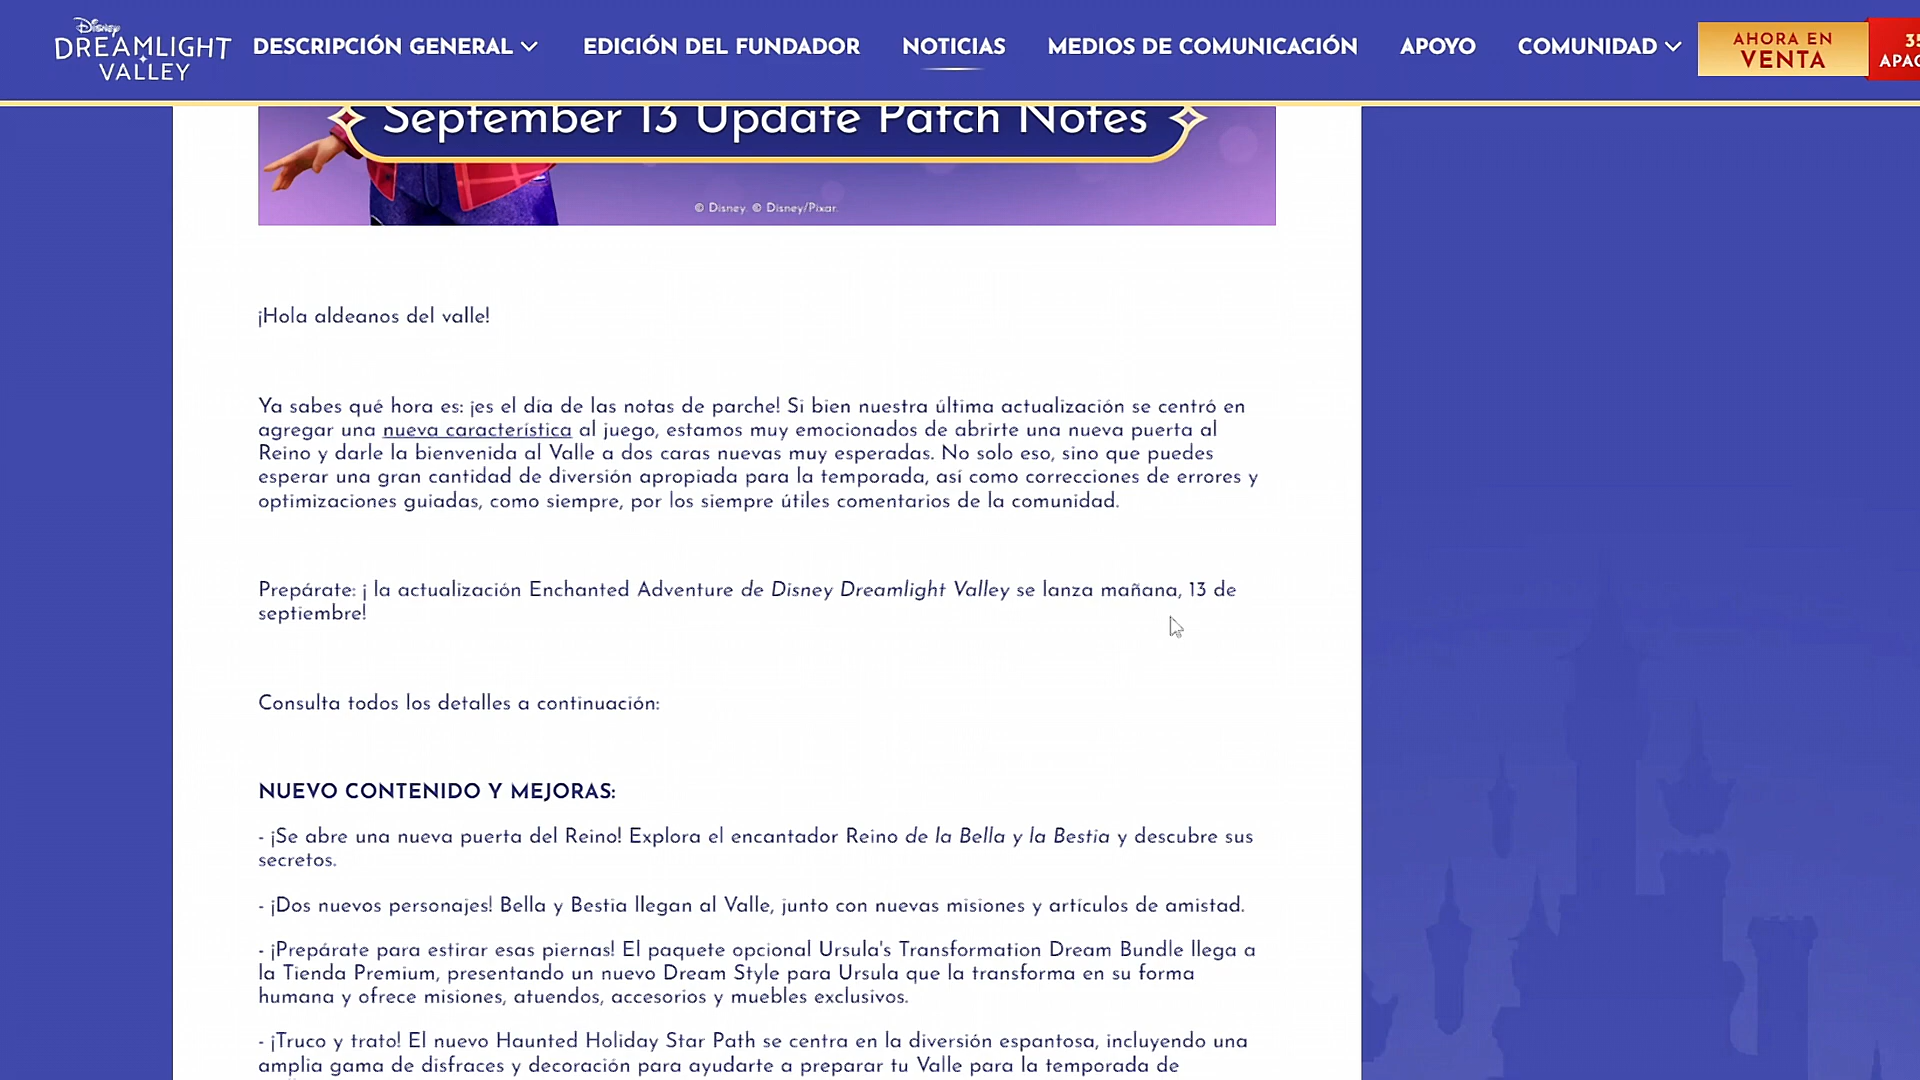 Disney
DREAMLIGHT
VALLEY
DESCRIPCIÓN GENERAL
EDICIÓN DEL FUNDADOR
NOTICIAS
MEDIOS DE COMUNICACIÓN
APOYO
COMUNIDAD
AHORA EN
VENTA
September 13 Update Patch Notes
© Disney. © Disney/Pixar.
¡Hola aldeanos del valle!
Ya sabes qué hora es: ¡es el día de las notas de parche! Si bien nuestra última actualización se centró en
agregar una nueva característica al juego, estamos muy emocionados de abrirte una nueva puerta al
Reino y darle la bienvenida al Valle a dos caras nuevas muy esperadas. No solo eso, sino que puedes
esperar una gran cantidad de diversión apropiada para la temporada, así como correcciones de errores y
optimizaciones guiadas, como siempre, por los siempre útiles comentarios de la comunidad.
Prepárate: ¡ la actualización Enchanted Adventure de Disney Dreamlight Valley se lanza mañana, 13 de
septiembre!
Consulta todos los detalles a continuación:
NUEVO CONTENIDO Y MEJORAS:
- ¡Se abre una nueva puerta del Reino! Explora el encantador Reino de la Bella y la Bestia y descubre sus
secretos.
- ¡Dos nuevos personajes! Bella y Bestia llegan al Valle, junto con nuevas misiones y artículos de amistad.
- ¡Prepárate para estirar esas piernas! El paquete opcional Ursula's Transformation Dream Bundle llega a
la Tienda Premium, presentando un nuevo Dream Style para Ursula que la transforma en su forma
humana y ofrece misiones, atuendos, accesorios y muebles exclusivos.
- ¡Truco y trato! El nuevo Haunted Holiday Star Path se centra en la diversión espantosa, incluyendo una
amplia gama de disfraces y decoración para ayudarte a preparar tu Valle para la temporada de